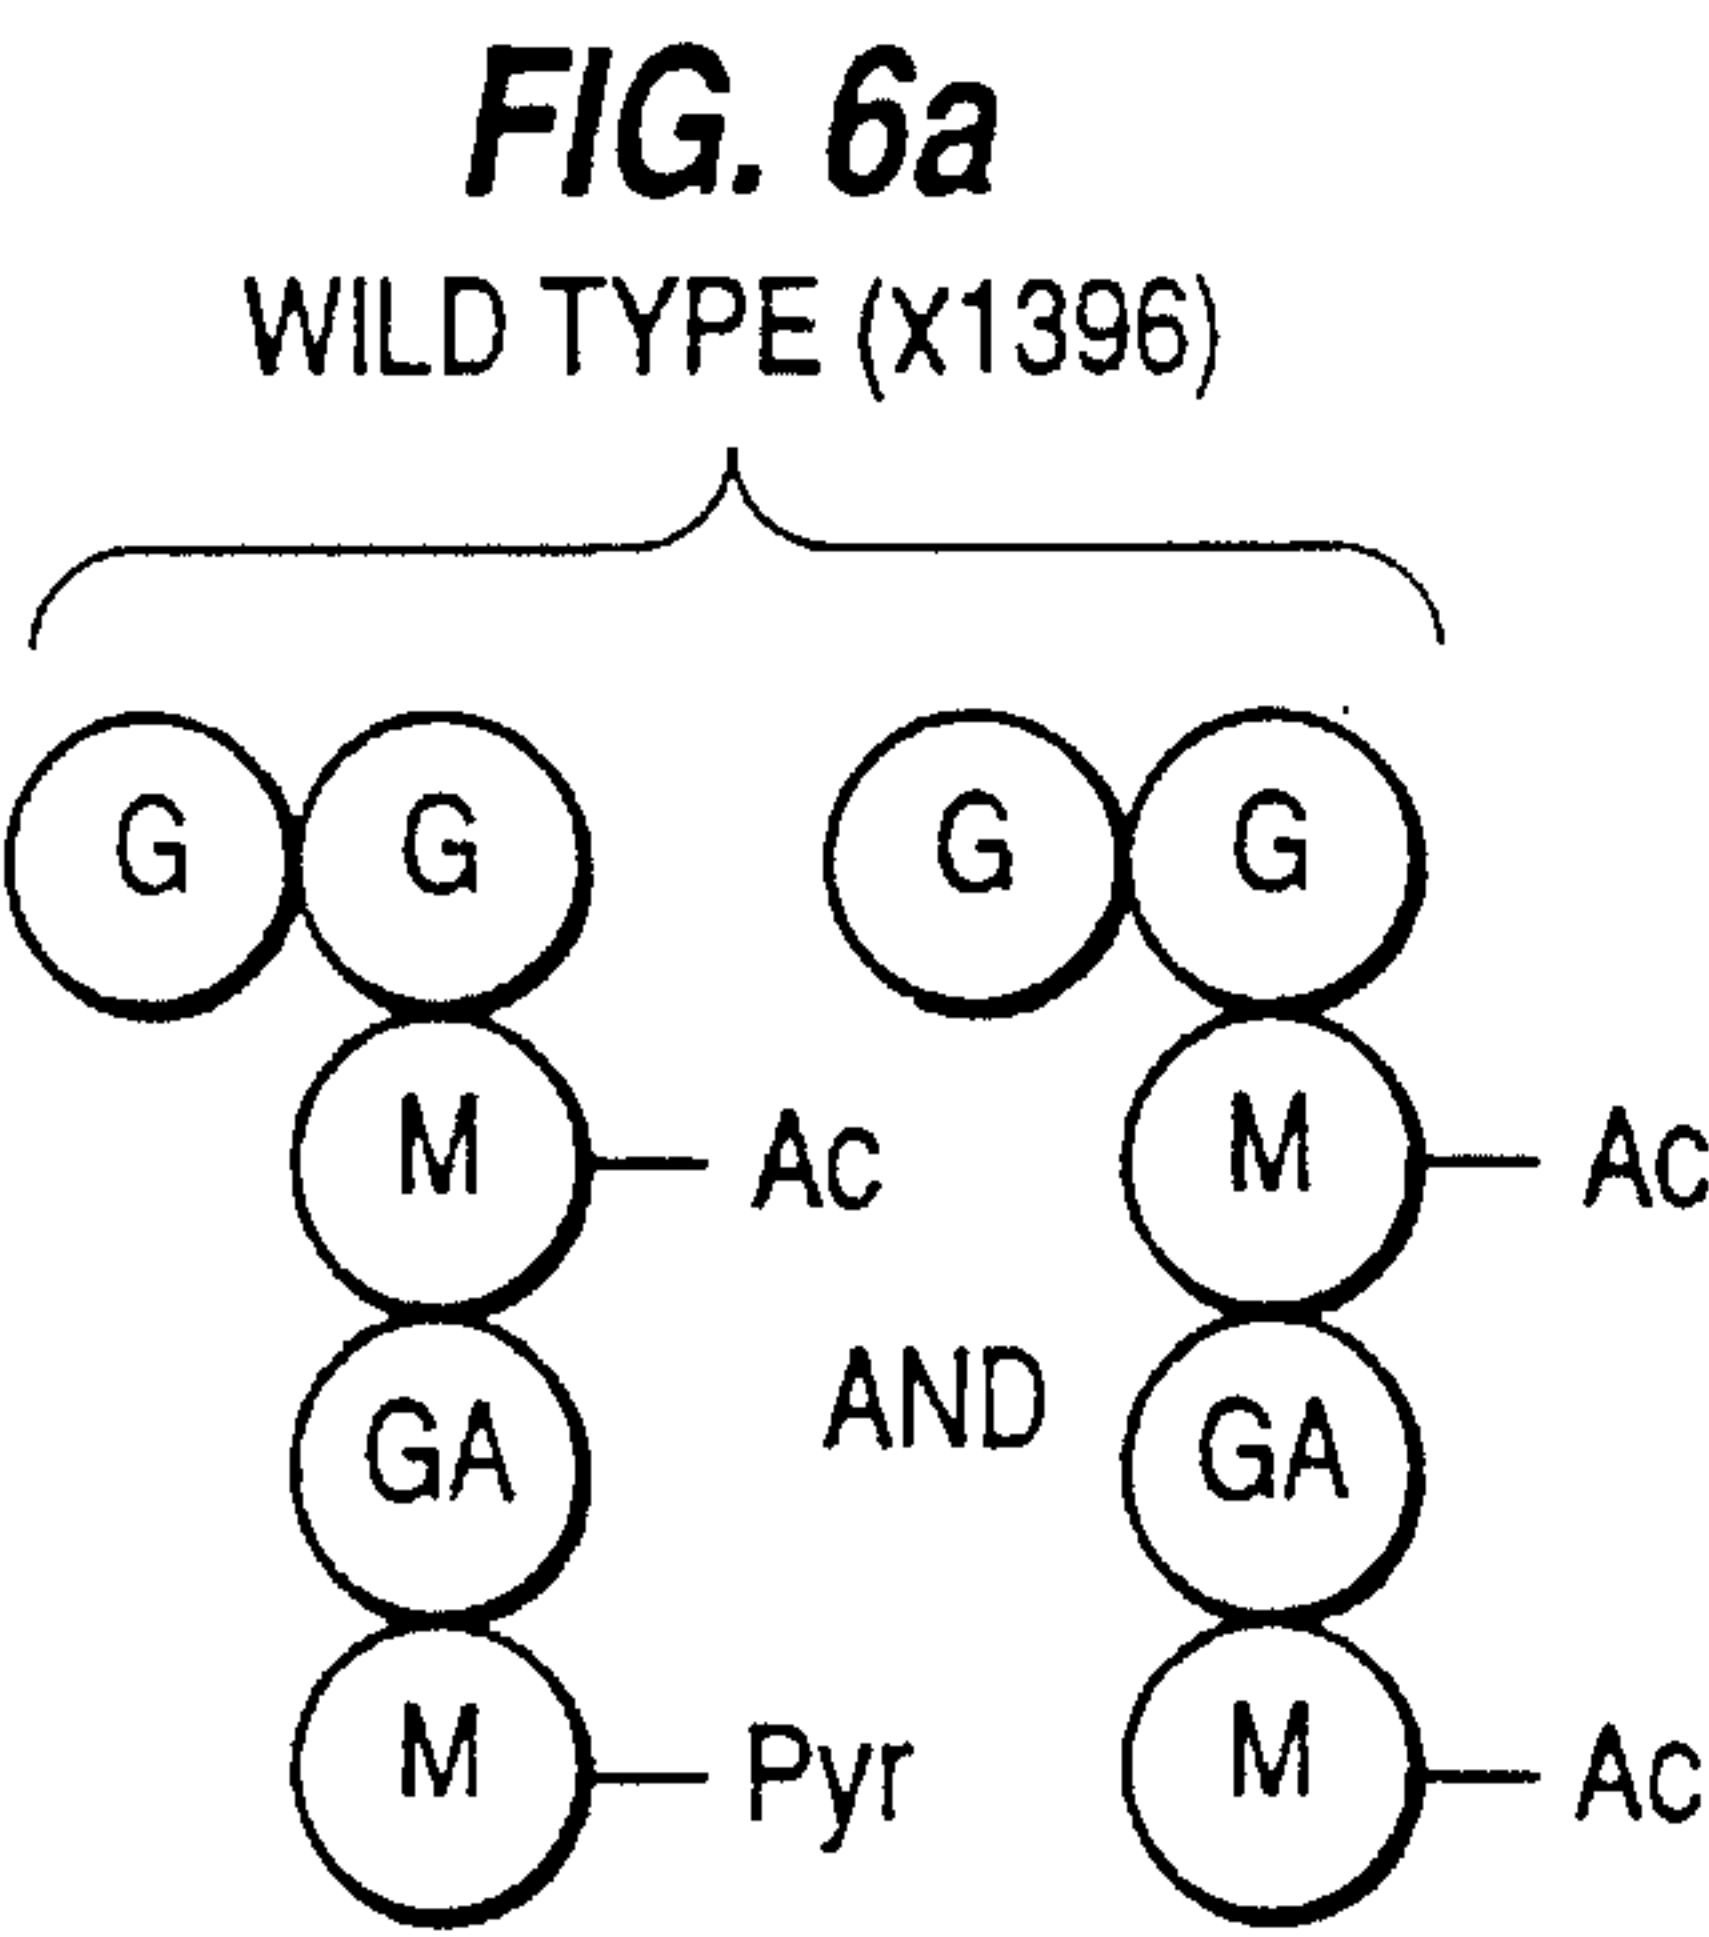 FIG. 6a
WILD TYPE (X1396)
G G G G
M Ac M Ac
GA AND GA
M Pyr M Ac